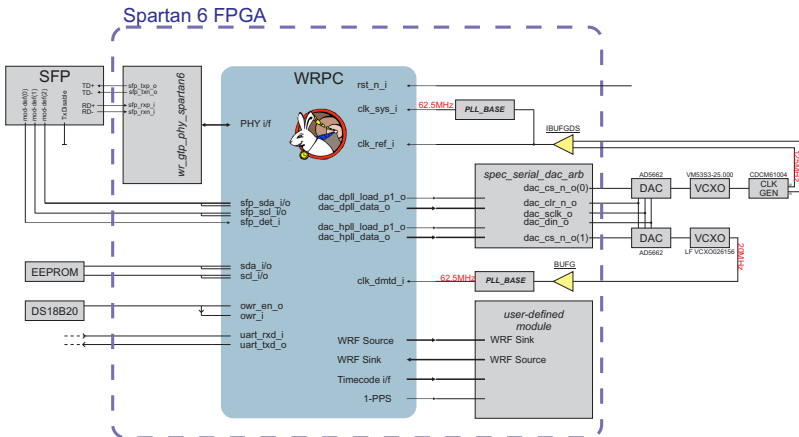 Spartan 6 FPGA
SFP
TD+
TD-
RD+
RD-
mod-def(0)
mod-def(1)
mod-def(2)
TxDisable
sfp_txp_o
sfp_txn_o
sfp_rxp_i
sfp_rxn_i
wr_gtp_phy_spartan6
WRPC
PHY i/f
rst_n_i
clk_sys_i
clk_ref_i
62.5MHz
PLL_BASE
IBUFGDS
125MHz
sfp_sda_i/o
sfp_scl_i/o
sfp_det_i
dac_dpll_load_p1_o
dac_dpll_data_o
dac_hpll_load_p1_o
dac_hpll_data_o
spec_serial_dac_arb
dac_cs_n_o(0)
dac_clr_n_o
dac_sclk_o
dac_din_o
dac_cs_n_o(1)
AD5662
DAC
VM53S3-25.000
VCXO
CDCM61004
CLK
GEN
DAC
AD5662
VCXO
LF VCXO026156
20MHz
EEPROM
sda_i/o
scl_i/o
clk_dmtd_i
62.5MHz
PLL_BASE
BUFG
DS18B20
owr_en_o
owr_i
uart_rxd_i
uart_txd_o
user-defined
module
WRF Source
WRF Sink
WRF Sink
WRF Source
Timecode i/f
1-PPS